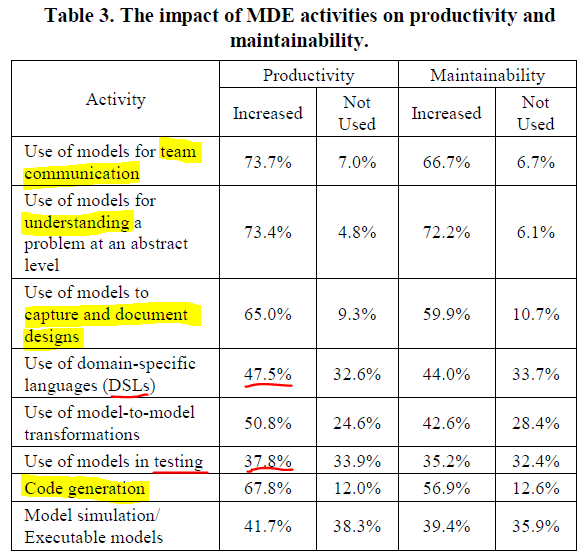 Table 3. The impact of MDE activities on productivity and
maintainability.
Activity
Productivity
Maintainability
Increased
Not
Used
Increased
Not
Used
Use of models for team
communication
73.7%
7.0%
66.7%
6.7%
Use of models for
understanding a
problem at an abstract
level
73.4%
4.8%
72.2%
6.1%
Use of models to
capture and document
designs
65.0%
9.3%
59.9%
10.7%
Use of domain-specific
languages (DSLs)
47.5%
32.6%
44.0%
33.7%
Use of model-to-model
transformations
50.8%
24.6%
42.6%
28.4%
Use of models in testing
37.8%
33.9%
35.2%
32.4%
Code generation
67.8%
12.0%
56.9%
12.6%
Model simulation/
Executable models
41.7%
38.3%
39.4%
35.9%